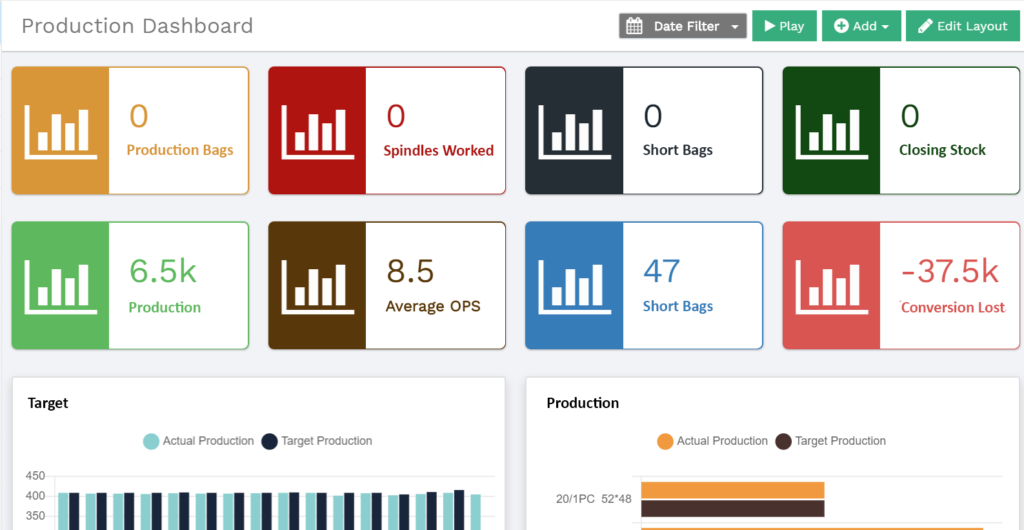 Production Dashboard
Date Filter
Play
Add
Edit Layout
0
Production Bags
0
Spindles Worked
0
Short Bags
0
Closing Stock
6.5k
Production
8.5
Average OPS
47
Short Bags
-37.5k
Conversion Lost
Target
Actual Production Target Production
450
400
350
Production
Actual Production Target Production
20/1PC 52*48